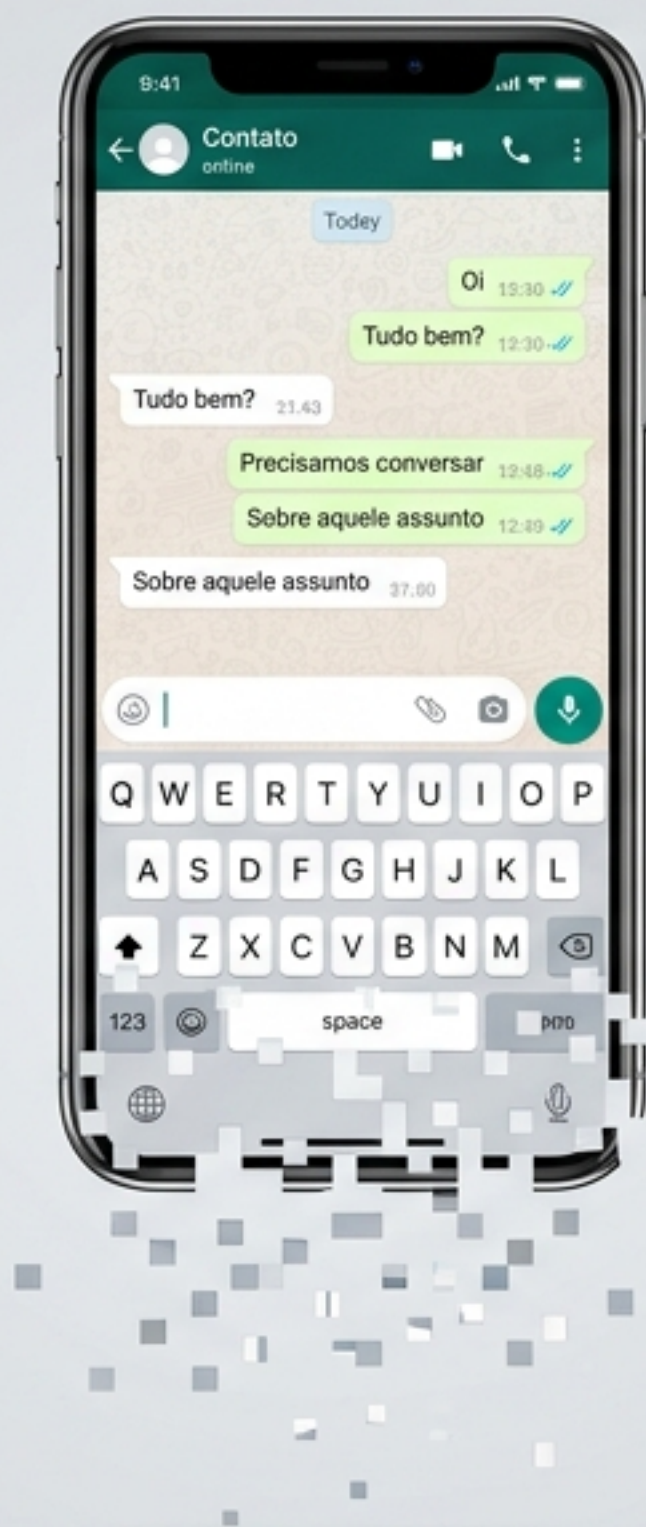 9:41
Contato
ontine
Todey
Oi 19:30
Tudo bem? 12:30
Tudo bem? 21.43
Precisamos conversar 12:48
Sebre aquele assunto 12:49
Sobre aquele assunto 37.00
Q W E R T Y U I O P
A S D F G H J K L
Z X C V B N M
123 space